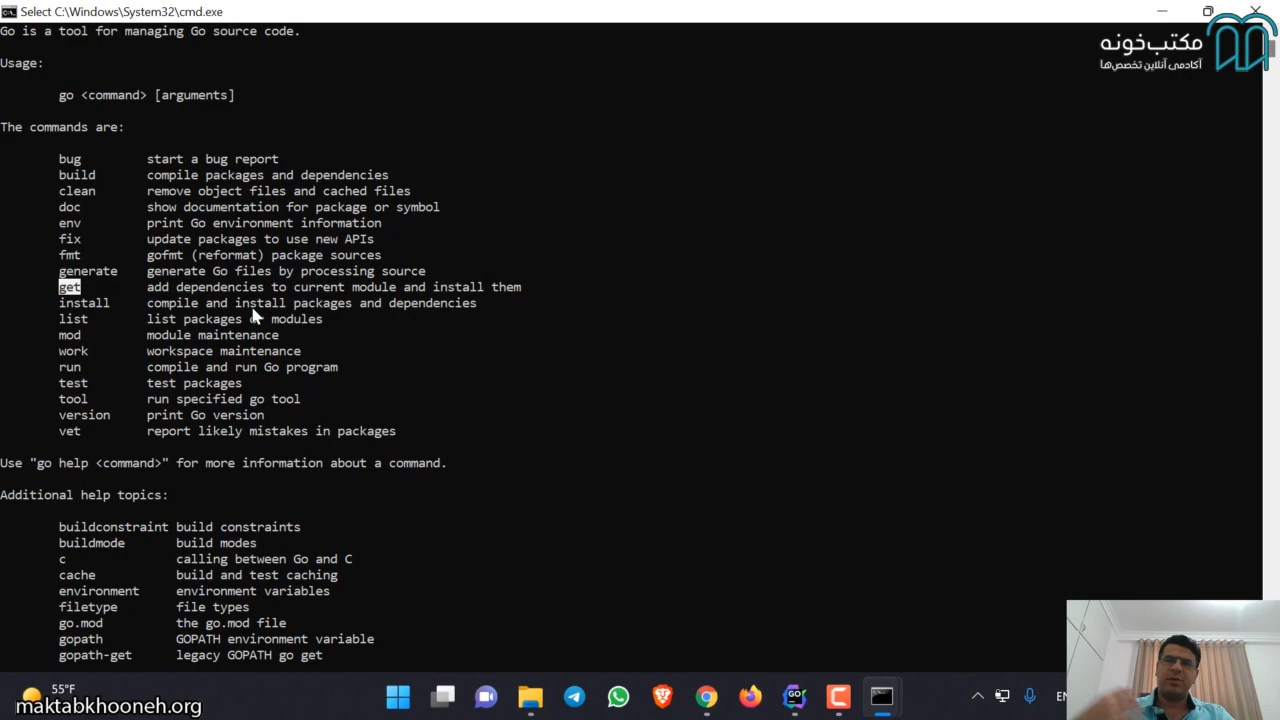 Select C:\Windows\System32\cmd.exe
Go is a tool for managing Go source code.
مکتب‌خونه
آکادمی آنلاین تخصص‌ها
Usage:
go <command> [arguments]
The commands are:
bug start a bug report
build compile packages and dependencies
clean remove object files and cached files
doc show documentation for package or symbol
env print Go environment information
fix update packages to use new APIs
fmt gofmt (reformat) package sources
generate generate Go files by processing source
get add dependencies to current module and install them
install compile and install packages and dependencies
list list packages modules
mod module maintenance
work workspace maintenance
run compile and run Go program
test test packages
tool run specified go tool
version print Go version
vet report likely mistakes in packages
Use "go help <command>" for more information about a command.
Additional help topics:
buildconstraint build constraints
buildmode build modes
c calling between Go and C
cache build and test caching
environment environment variables
filetype file types
go.mod the go.mod file
gopath GOPATH environment variable
gopath-get legacy GOPATH go get
55°F
maktabkhooneh.org
GO